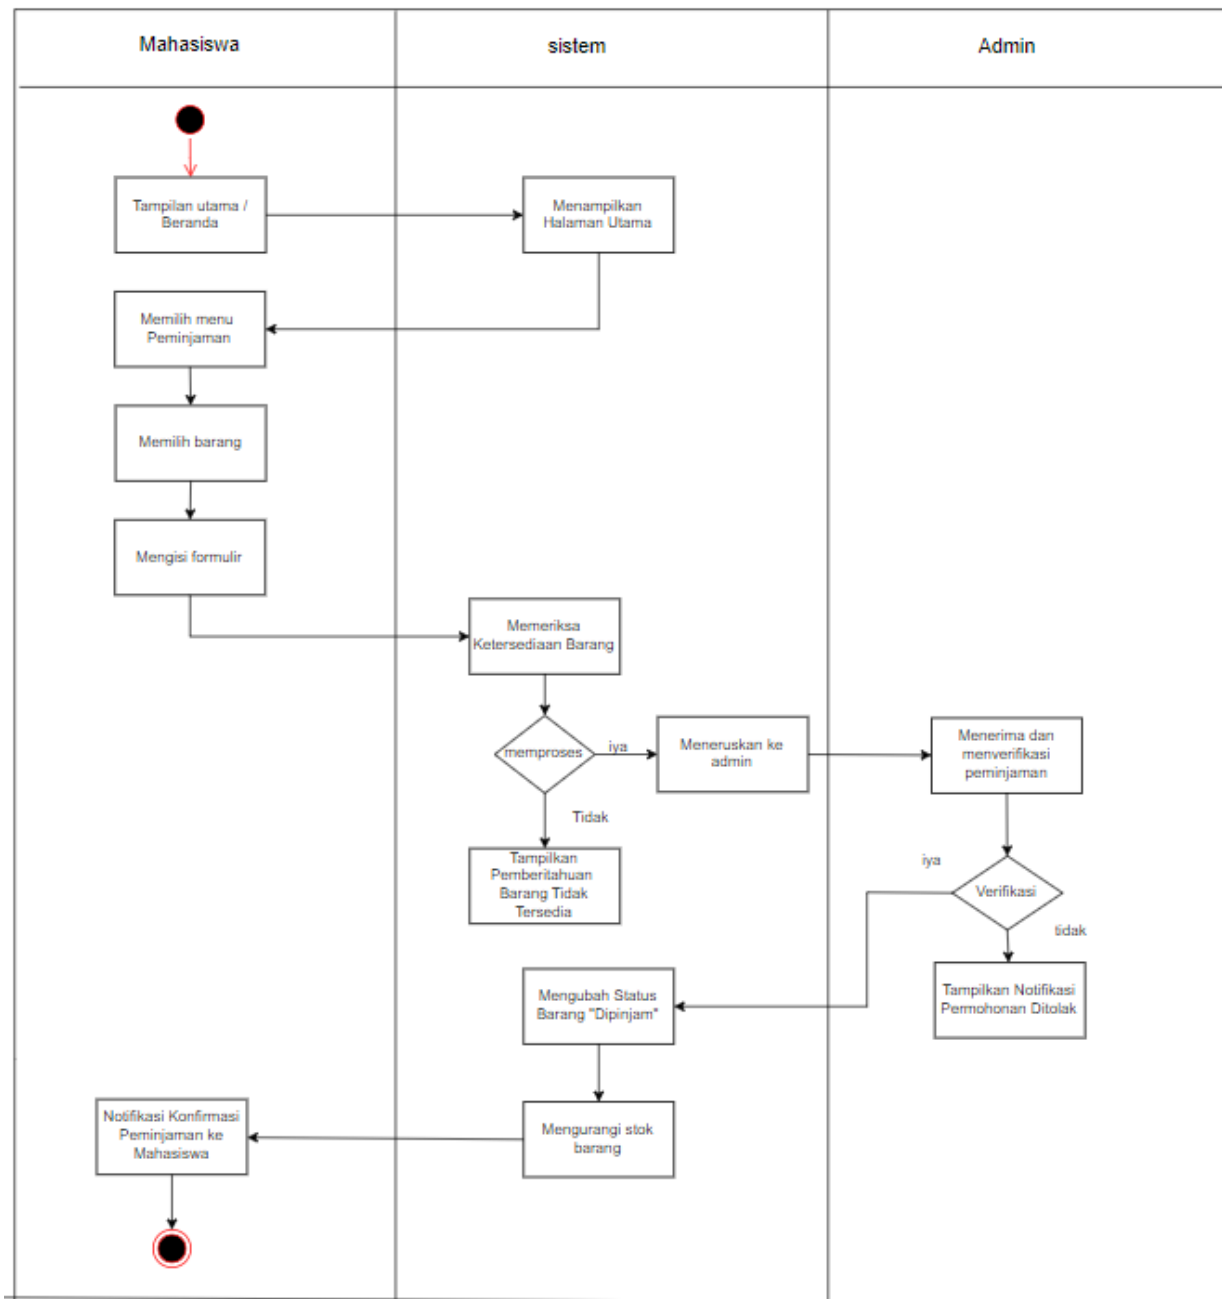 Mahasiswa
sistem
Admin
Tampilan utama /
Beranda
Menampilkan
Halaman Utama
Memilih menu
Peminjaman
Memilih barang
Mengisi formulir
Memeriksa
Ketersediaan Barang
memproses
iya
Meneruskan ke
admin
Menerima dan
menverifikasi
peminjaman
Tidak
Tampilkan
Pemberitahuan
Barang Tidak
Tersedia
iya
Verifikasi
tidak
Tampilkan Notifikasi
Permohonan Ditolak
Mengubah Status
Barang "Dipinjam"
Mengurangi stok
barang
Notifikasi Konfirmasi
Peminjaman ke
Mahasiswa